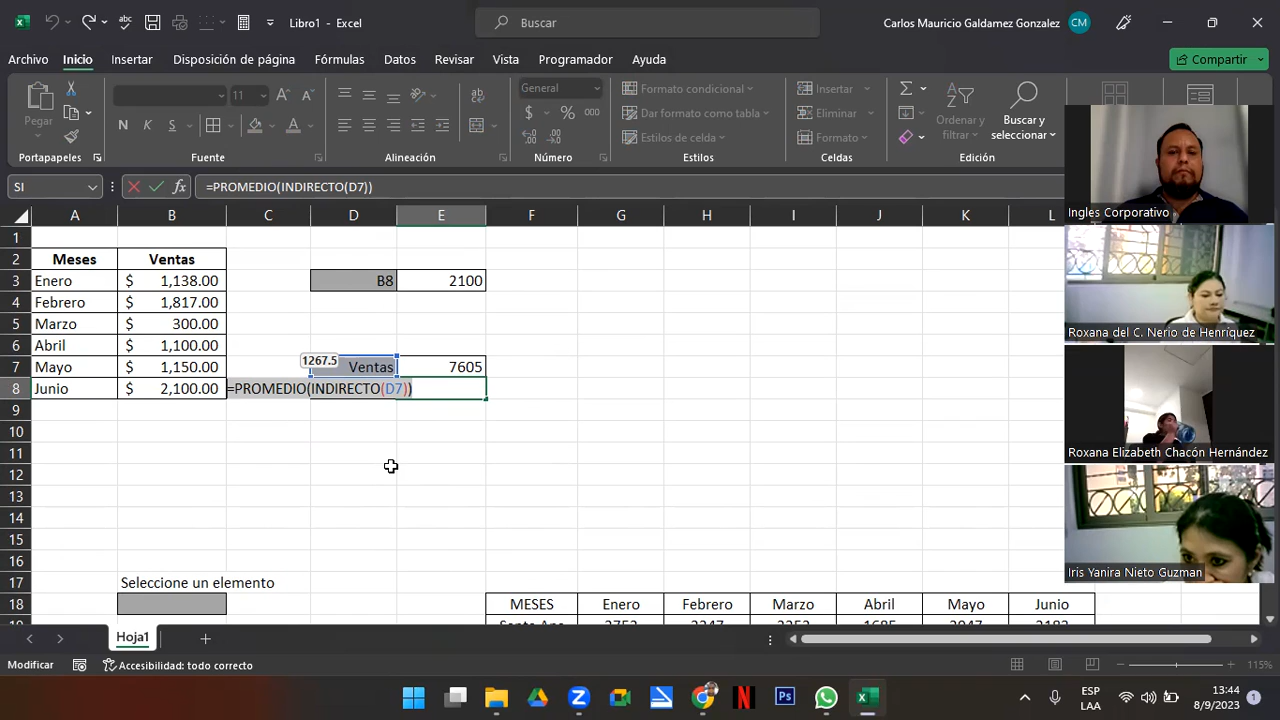 Libro1 - Excel
Buscar
Carlos Mauricio Galdamez Gonzalez
CM
Archivo Inicio Insertar Disposición de página Fórmulas Datos Revisar Vista Programador Ayuda
Compartir
Pegar
11
N K S
General
$ % 000
Formato condicional
Dar formato como tabla
Estilos de celda
Insertar
Eliminar
Formato
Ordenar y filtrar
Buscar y seleccionar
Portapapeles Fuente Alineación Número Estilos Celdas Edición
SI
=PROMEDIO(INDIRECTO(D7))
A B C D E F G H I J K L
1
2 Meses Ventas
3 Enero $ 1,138.00 B8 2100
4 Febrero $ 1,817.00
5 Marzo $ 300.00
6 Abril $ 1,100.00
1267.5
7 Mayo $ 1,150.00 Ventas 7605
8 Junio $ 2,100.00 =PROMEDIO(INDIRECTO(D7))
9
10
11
12
13
14
15
16
17 Seleccione un elemento
18 MESES Enero Febrero Marzo Abril Mayo Junio
Ingles Corporativo
Roxana del C. Nerio de Henríquez
Roxana Elizabeth Chacón Hernández
Iris Yanira Nieto Guzman
Hoja1
Modificar
Accesibilidad: todo correcto
115%
ESP
LAA
13:44
8/9/2023
1